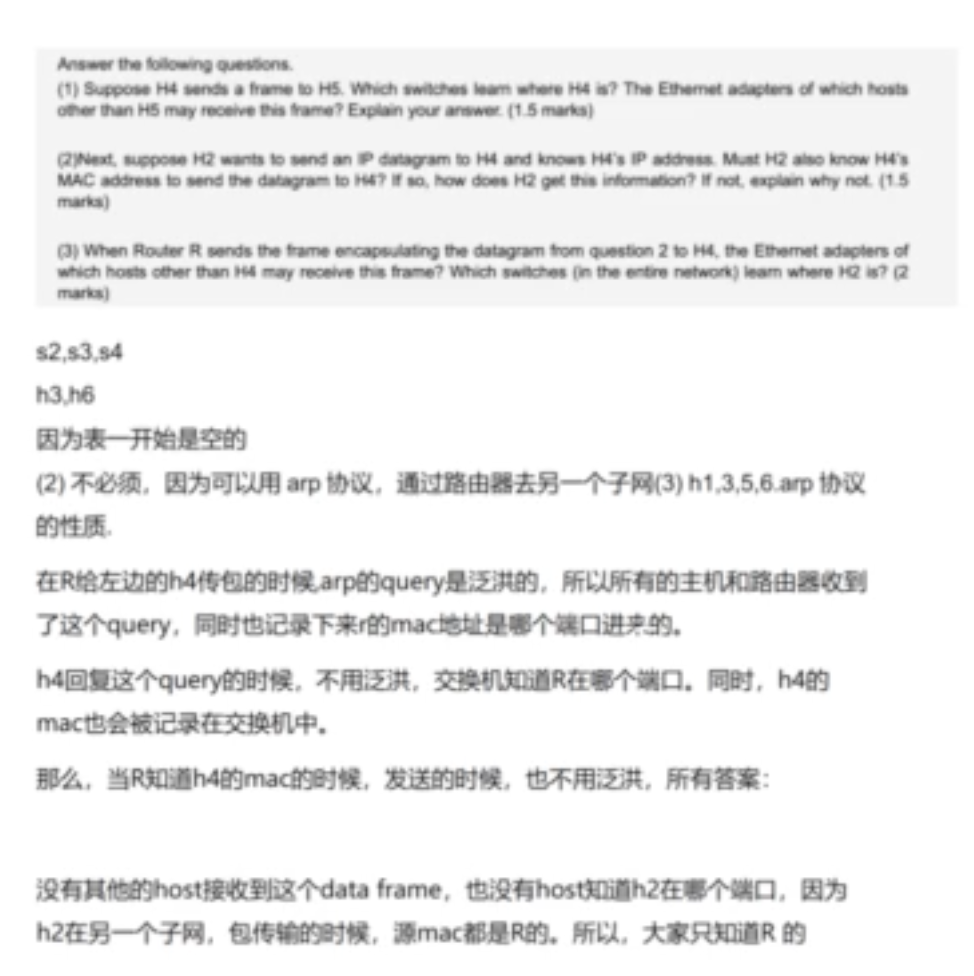 Answer the following questions.
(1) Suppose H4 sends a frame to H5. Which switches learn where H4 is? The Ethernet adapters of which hosts
other than H5 may receive this frame? Explain your answer. (1.5 marks)
(2)Next, suppose H2 wants to send an IP datagram to H4 and knows H4's IP address. Must H2 also know H4's
MAC address to send the datagram to H4? If so, how does H2 get this information? If not, explain why not. (1.5
marks)
(3) When Router R sends the frame encapsulating the datagram from question 2 to H4, the Ethernet adapters of
which hosts other than H4 may receive this frame? Which switches (in the entire network) learn where H2 is? (2
marks)
s2,s3,s4
h3,h6
因为表一开始是空的
(2) 不必须，因为可以用 arp 协议，通过路由器去另一个子网(3) h1,3,5,6.arp 协议
的性质.
在R给左边的h4传包的时候,arp的query是泛洪的，所以所有的主机和路由器收到
了这个query，同时也记录下来r的mac地址是哪个端口进来的。
h4回复这个query的时候，不用泛洪，交换机知道R在哪个端口。同时，h4的
mac也会被记录在交换机中。
那么，当R知道h4的mac的时候，发送的时候，也不用泛洪，所有答案：
没有其他的host接收到这个data frame，也没有host知道h2在哪个端口，因为
h2在另一个子网，包传输的时候，源mac都是R的。所以，大家只知道R 的